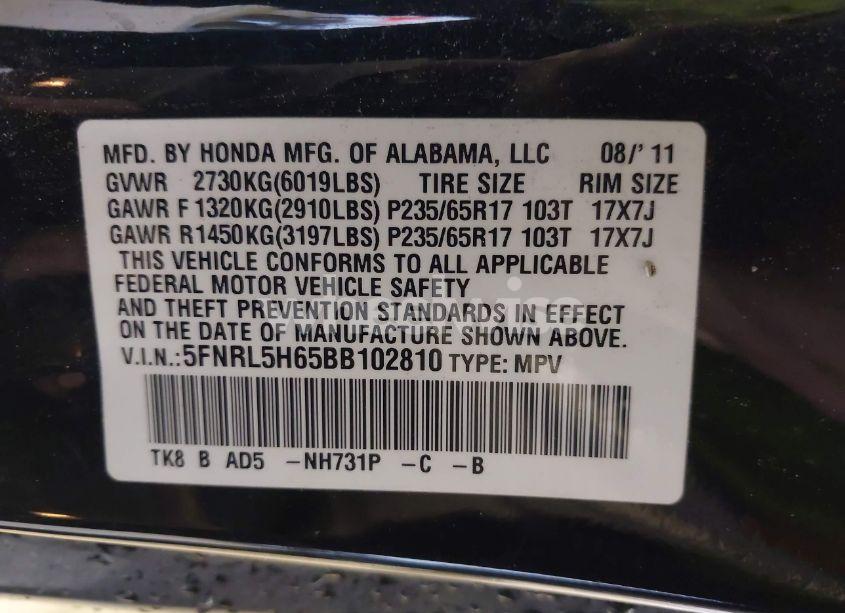 MFD. BY HONDA MFG. OF ALABAMA, LLC 08/' 11
GVWR 2730KG(6019LBS) TIRE SIZE RIM SIZE
GAWR F 1320KG(2910LBS) P235/65R17 103T 17X7J
GAWR R1450KG(3197LBS) P235/65R17 103T 17X7J
THIS VEHICLE CONFORMS TO ALL APPLICABLE
FEDERAL MOTOR VEHICLE SAFETY
AND THEFT PREVENTION STANDARDS IN EFFECT
ON THE DATE OF MANUFACTURE SHOWN ABOVE.
V.I.N.:5FNRL5H65BB102810 TYPE: MPV
TK8 B AD5 -NH731P -C -B